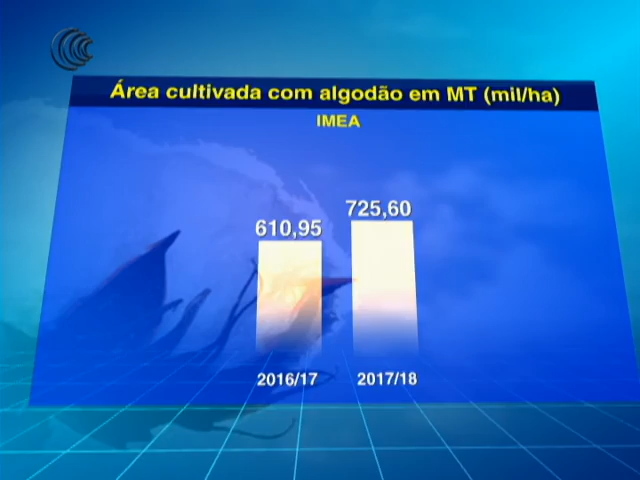 Área cultivada com algodão em MT (mil/ha)
IMEA
610,95
725,60
2016/17
2017/18